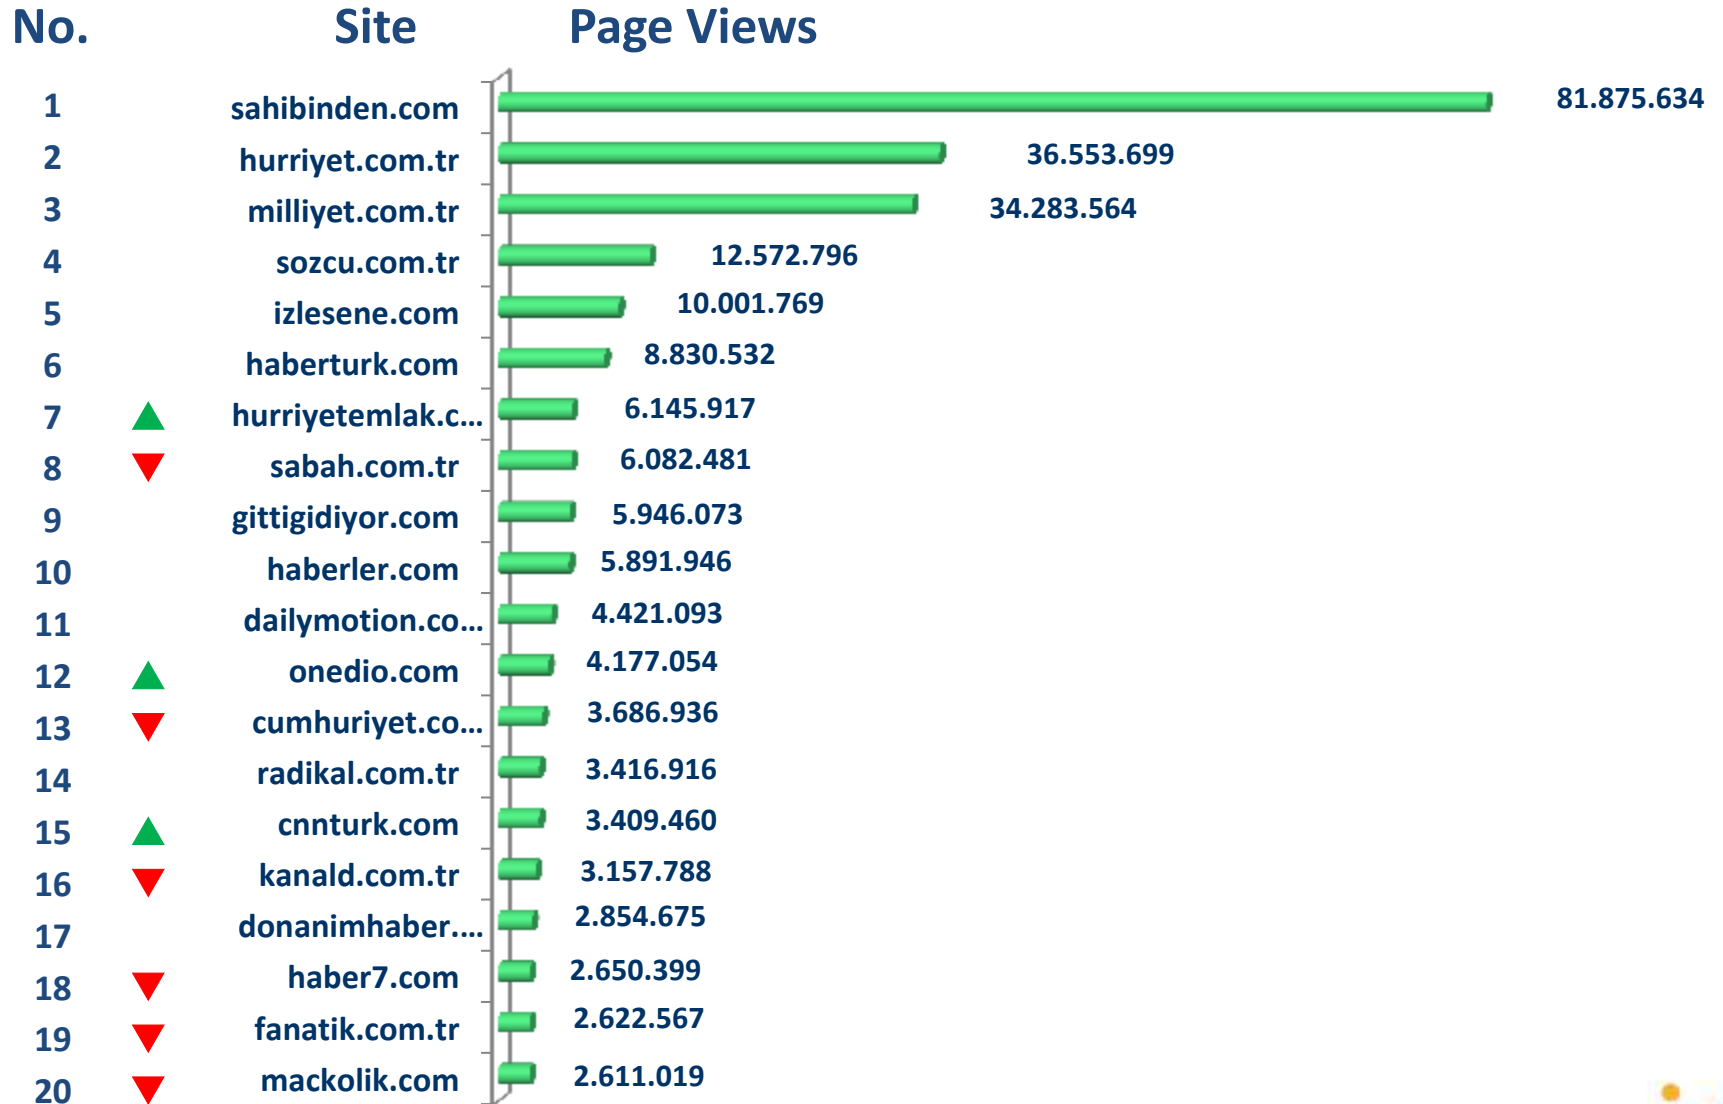 No. Site Page Views
1 sahibinden.com 81.875.634
2 hurriyet.com.tr 36.553.699
3 milliyet.com.tr 34.283.564
4 sozcu.com.tr 12.572.796
5 izlesene.com 10.001.769
6 haberturk.com 8.830.532
7 hurriyetemlak.c... 6.145.917
8 sabah.com.tr 6.082.481
9 gittigidiyor.com 5.946.073
10 haberler.com 5.891.946
11 dailymotion.co... 4.421.093
12 onedio.com 4.177.054
13 cumhuriyet.co... 3.686.936
14 radikal.com.tr 3.416.916
15 cnnturk.com 3.409.460
16 kanald.com.tr 3.157.788
17 donanimhaber.... 2.854.675
18 haber7.com 2.650.399
19 fanatik.com.tr 2.622.567
20 mackolik.com 2.611.019